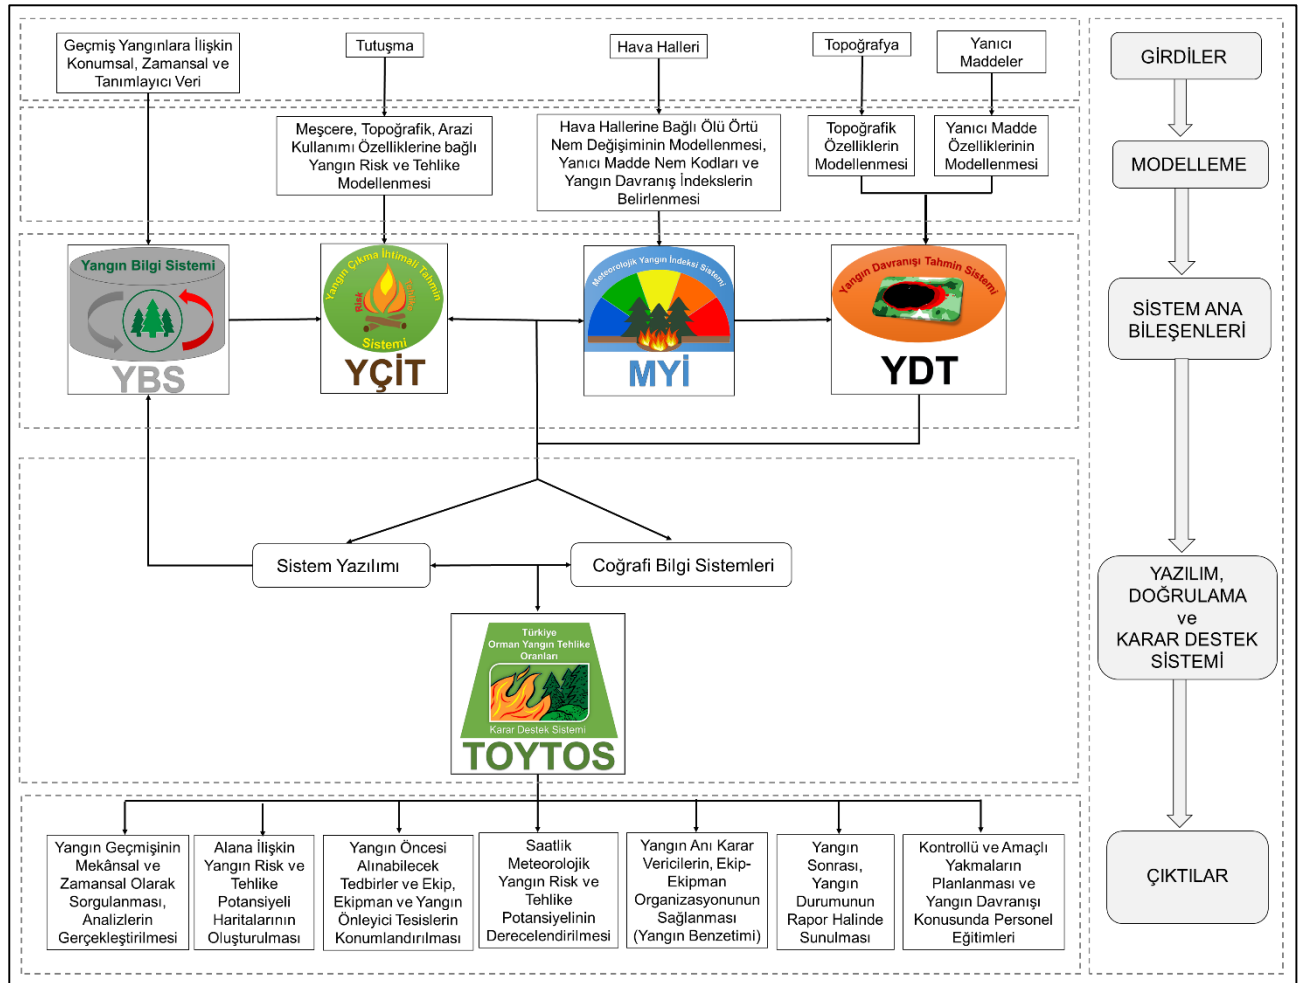 Geçmiş Yangınlara İlişkin
Konumsal, Zamansal ve
Tanımlayıcı Veri
Tutuşma
Hava Halleri
Topoğrafya
Yanıcı
Maddeler
GİRDİLER
Meşcere, Topoğrafik, Arazi
Kullanımı Özelliklerine bağlı
Yangın Risk ve Tehlike
Modellenmesi
Hava Hallerine Bağlı Ölü Örtü
Nem Değişiminin Modellenmesi,
Yanıcı Madde Nem Kodları ve
Yangın Davranış İndekslerin
Belirlenmesi
Topoğrafik
Özelliklerin
Modellenmesi
Yanıcı Madde
Özelliklerinin
Modellenmesi
MODELLEME
Yangın Bilgi Sistemi
YBS
Yangın Çıkma İhtimali Tahmin
Risk
Tehlike
Sistemi
YÇİT
Meteorolojik Yangın İndeksi Sistemi
MYİ
Yangın Davranışı Tahmin Sistemi
YDT
SİSTEM ANA
BİLEŞENLERİ
Sistem Yazılımı
Coğrafi Bilgi Sistemleri
Türkiye
Orman Yangın Tehlike
Oranları
Karar Destek Sistemi
TOYTOS
YAZILIM,
DOĞRULAMA
ve
KARAR DESTEK
SİSTEMİ
Yangın Geçmişinin
Mekânsal ve
Zamansal Olarak
Sorgulanması,
Analizlerin
Gerçekleştirilmesi
Alana İlişkin
Yangın Risk ve
Tehlike
Potansiyeli
Haritalarının
Oluşturulması
Yangın Öncesi
Alınabilecek
Tedbirler ve Ekip,
Ekipman ve Yangın
Önleyici Tesislerin
Konumlandırılması
Saatlik
Meteorolojik
Yangın Risk ve
Tehlike
Potansiyelinin
Derecelendirilmesi
Yangın Anı Karar
Vericilerin, Ekip-
Ekipman
Organizasyonunun
Sağlanması
(Yangın Benzetimi)
Yangın
Sonrası,
Yangın
Durumunun
Rapor Halinde
Sunulması
Kontrollü ve Amaçlı
Yakmaların
Planlanması ve
Yangın Davranışı
Konusunda Personel
Eğitimleri
ÇIKTILAR